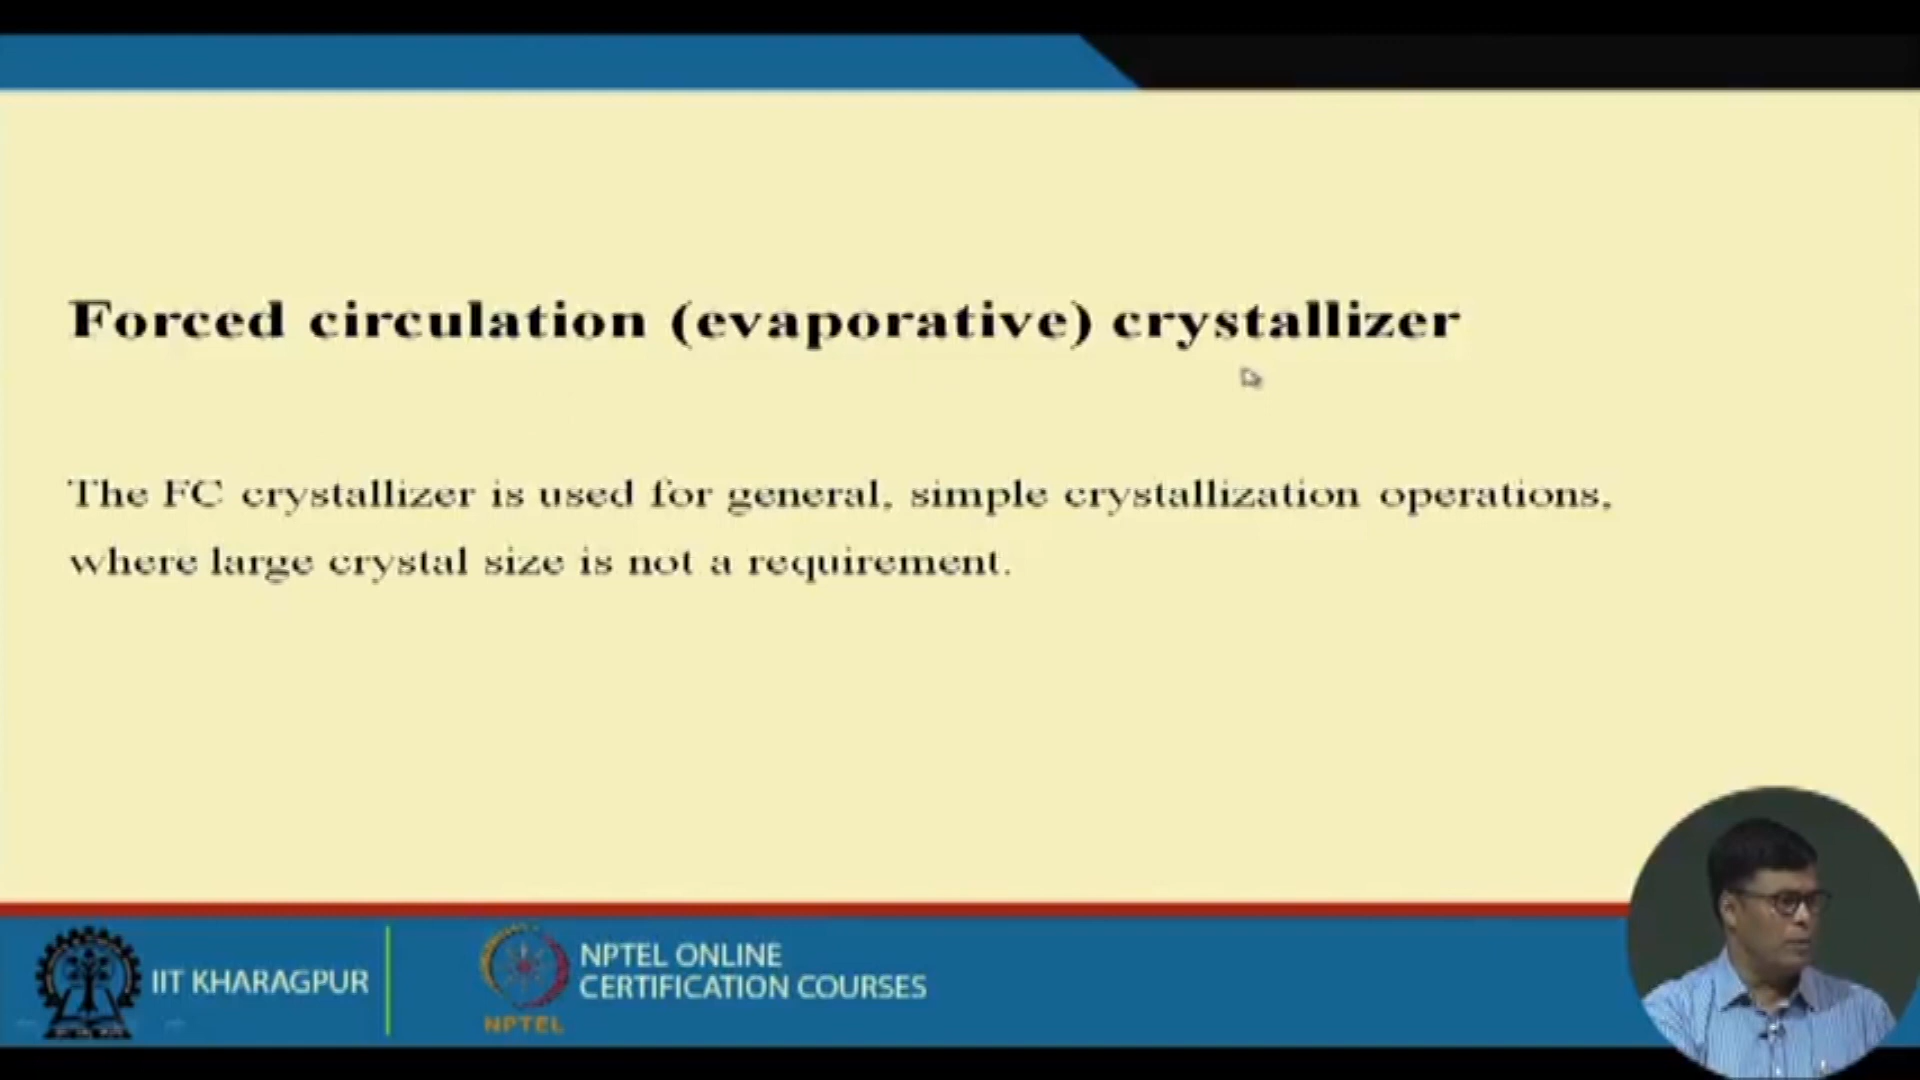 Forced circulation (evaporative) crystallizer
The FC crystallizer is used for general, simple crystallization operations,
where large crystal size is not a requirement.
IIT KHARAGPUR
NPTEL ONLINE
CERTIFICATION COURSES
NPTEL